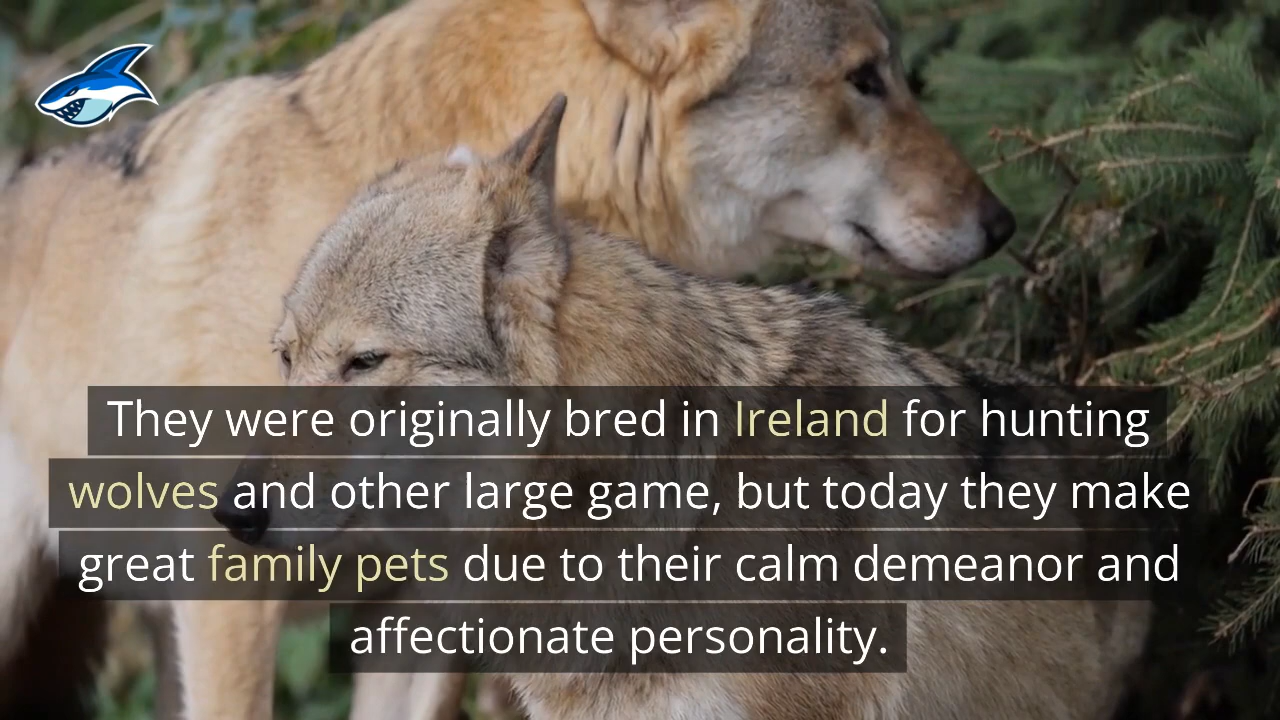 They were originally bred in Ireland for hunting
wolves and other large game, but today they make
great family pets due to their calm demeanor and
affectionate personality.